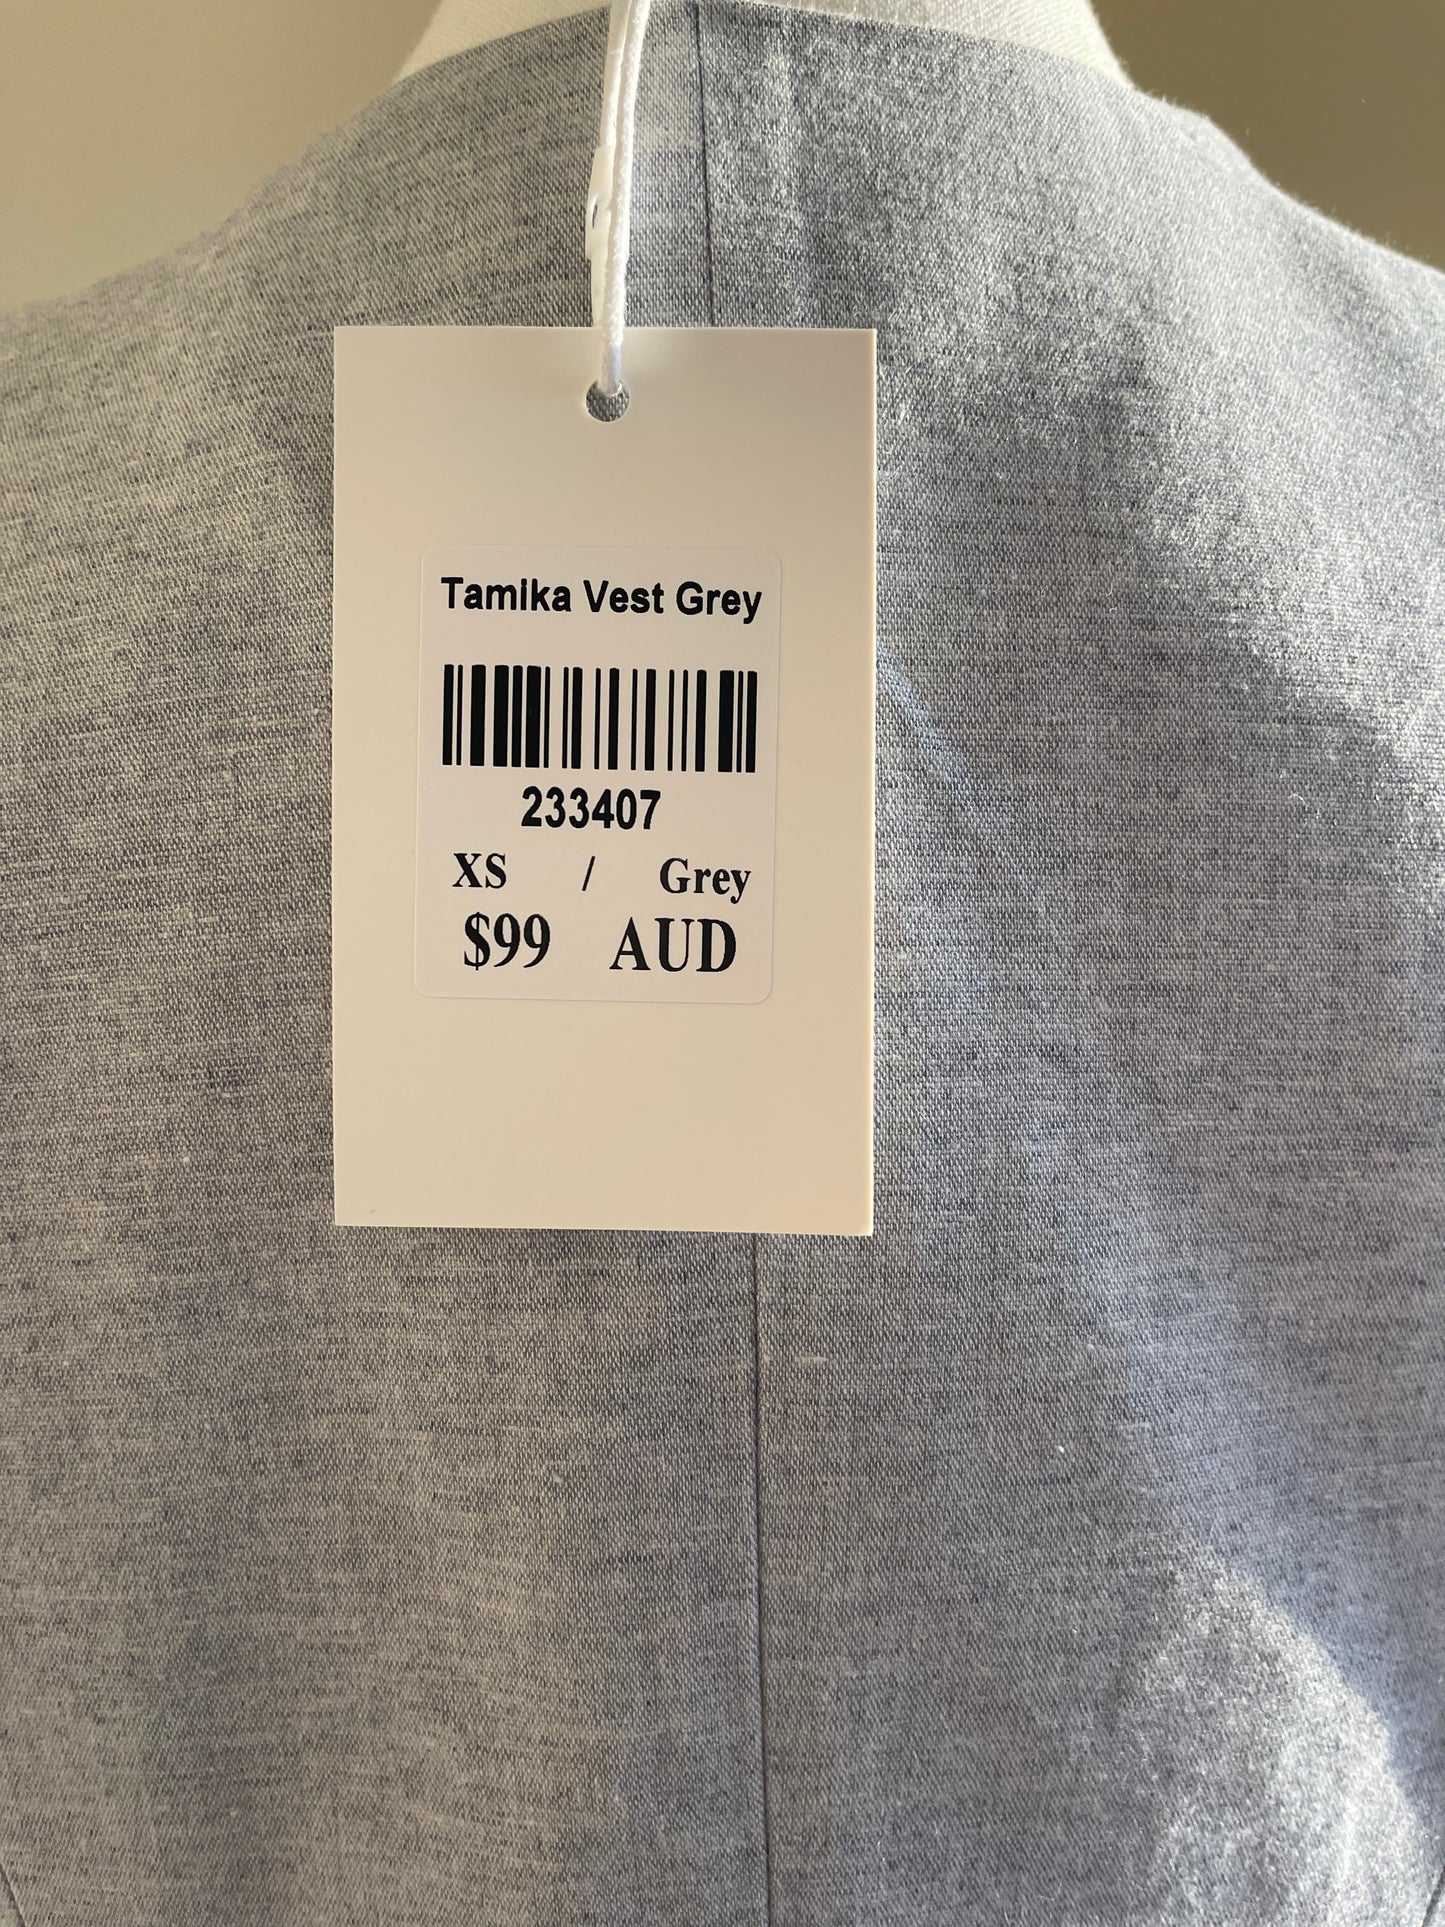 Tamika Vest Grey
233407
XS / Grey
$99 AUD